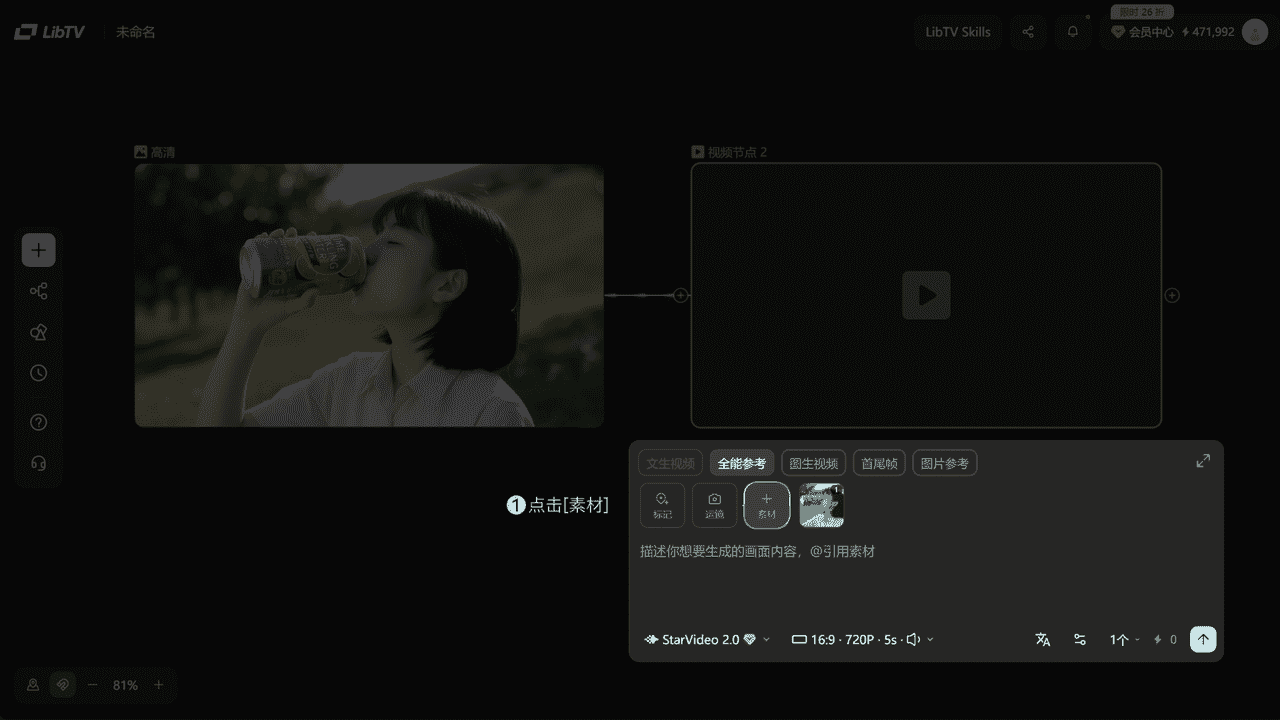 LibTV
未命名
LibTV Skills
限时 26 折
会员中心
471,992
高清
视频节点 2
文生视频
全能参考
图生视频
首尾帧
图片参考
标记
运镜
素材
1
1 点击[素材]
描述你想要生成的画面内容，@引用素材
StarVideo 2.0
16:9 · 720P · 5s ·
1个
0
81%